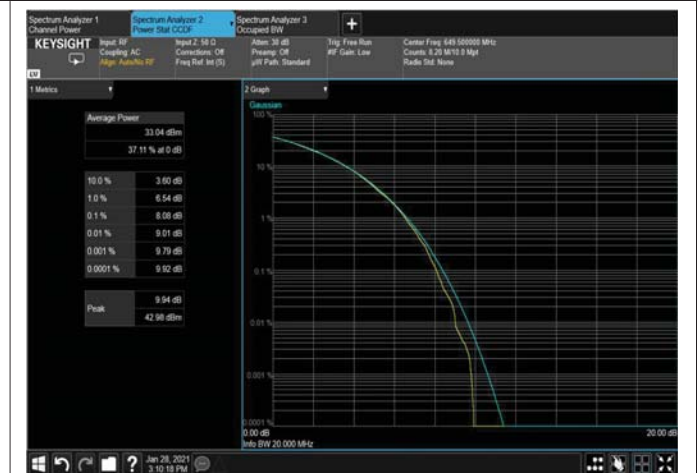 Spectrum Analyzer 1
Channel Power
Spectrum Analyzer 2
Power Stat CCDF
Spectrum Analyzer 3
Occupied BW
KEYSIGHT
Input: RF
Coupling: AC
Align: Auto/No RF
Input Z: 50 Ω
Corrections: Off
Freq Ref: Int (S)
Atten: 38 dB
Preamp: Off
µW Path: Standard
Trig: Free Run
#IF Gain: Low
Center Freq: 649.500000 MHz
Counts: 8.20 M/10.0 Mpt
Radio Std: None
1 Metrics
Average Power
33.04 dBm
37.11 % at 0 dB
10.0 % 3.60 dB
1.0 % 6.54 dB
0.1 % 8.08 dB
0.01 % 9.01 dB
0.001 % 9.79 dB
0.0001 % 9.92 dB
Peak
9.94 dB
42.98 dBm
2 Graph
Gaussian
100 %
10 %
1 %
0.1 %
0.01 %
0.001 %
0.0001 %
0.00 dB
20.00 dB
Info BW 20.000 MHz
Jan 28, 2021
3:10:18 PM